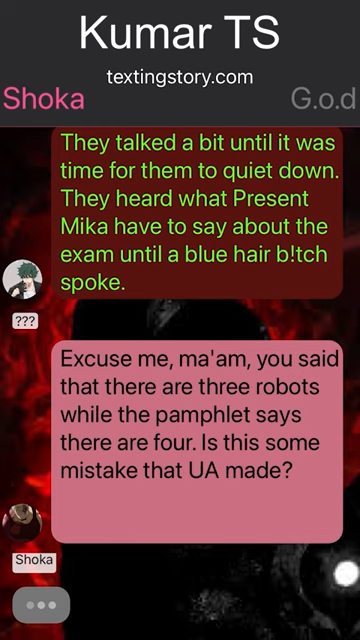 Kumar TS
textingstory.com
Shoka
G.o.d
They talked a bit until it was
time for them to quiet down.
They heard what Present
Mika have to say about the
exam until a blue hair b!tch
spoke.
???
Excuse me, ma'am, you said
that there are three robots
while the pamphlet says
there are four. Is this some
mistake that UA made?
Shoka